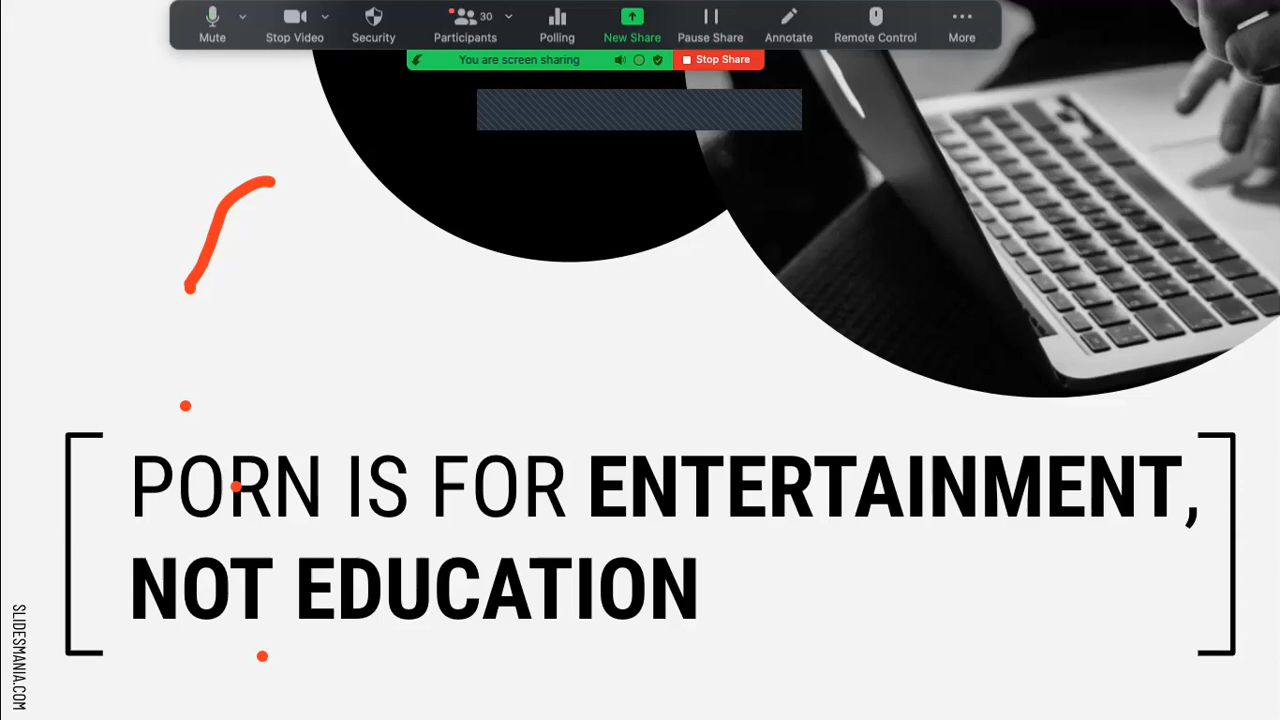 Mute
Stop Video
Security
Participants
30
Polling
New Share
Pause Share
Annotate
Remote Control
More
You are screen sharing
Stop Share
PORN IS FOR ENTERTAINMENT,
NOT EDUCATION
SLIDESMANIA.COM